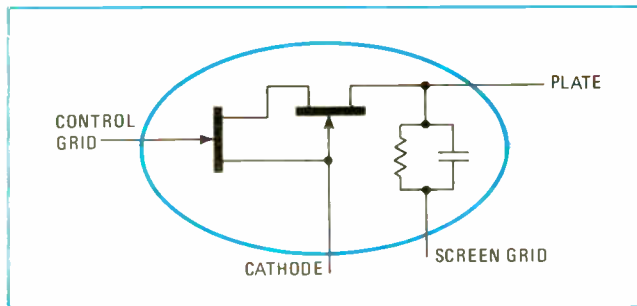 PLATE
CONTROL
GRID
SCREEN GRID
CATHODE